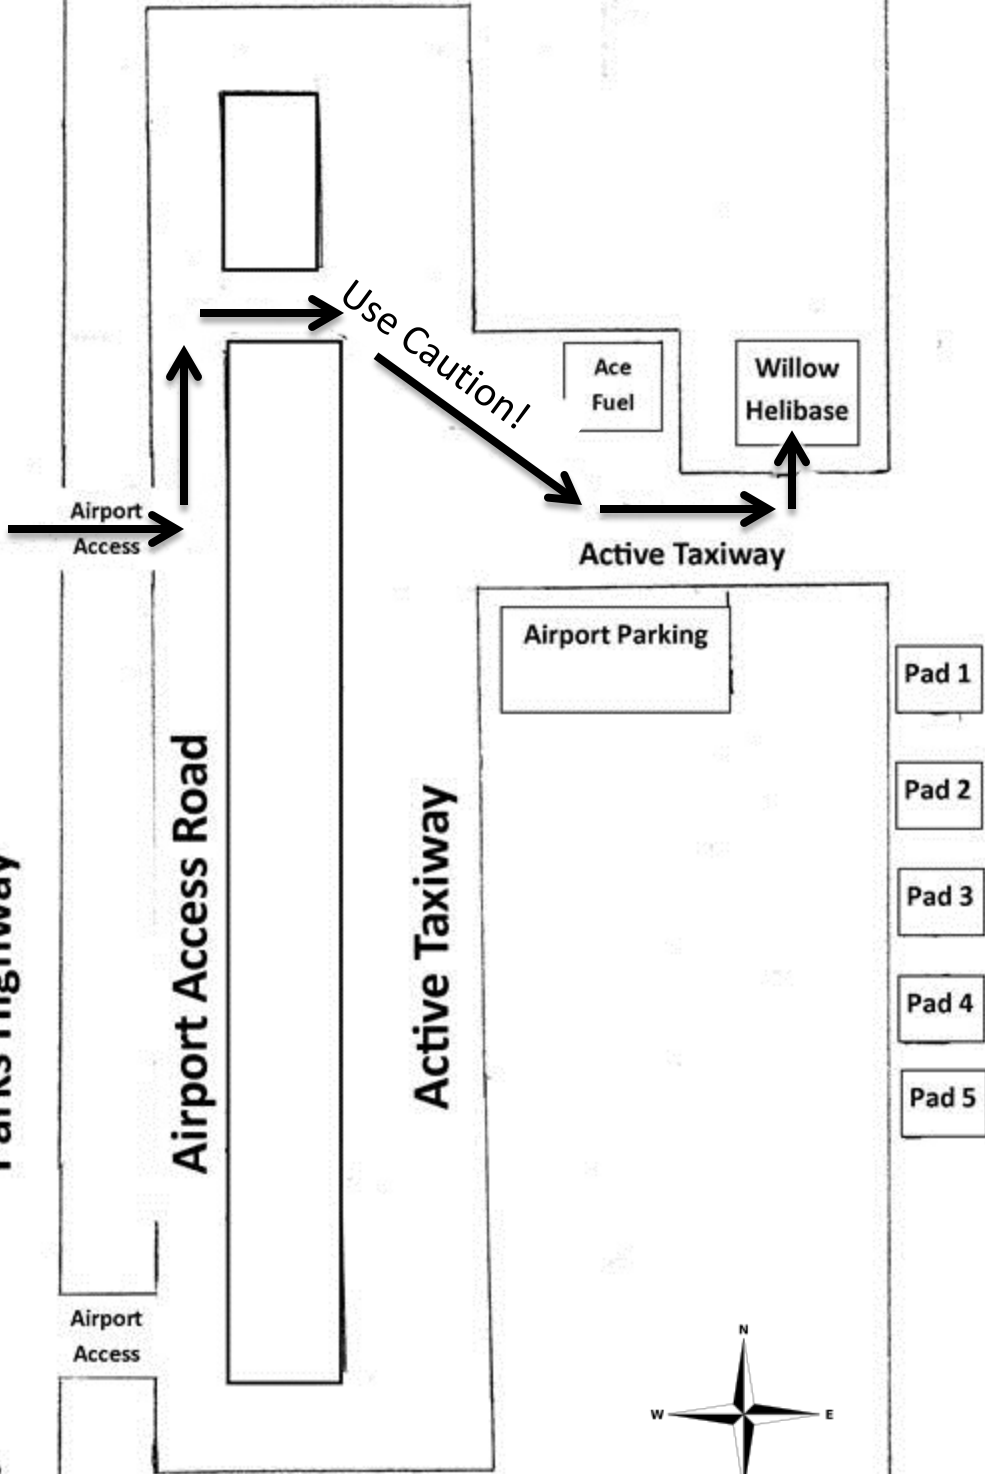 Use Caution!
Ace
Fuel
Willow
Helibase
Airport
Access
Active Taxiway
Airport Parking
Pad 1
Pad 2
Pad 3
Pad 4
Pad 5
Airport Access Road
Active Taxiway
Highway
Airport
Access
N
W
E